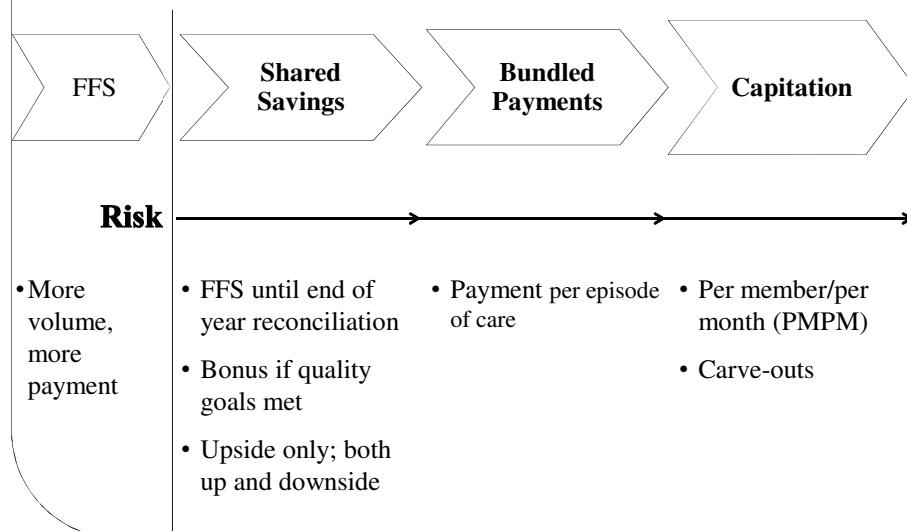 FFS
Shared
Savings
Bundled
Payments
Capitation
Risk
• More
volume,
more
payment
• FFS until end of
year reconciliation
• Bonus if quality
goals met
• Upside only; both
up and downside
• Payment per episode
of care
• Per member/per
month (PMPM)
• Carve-outs